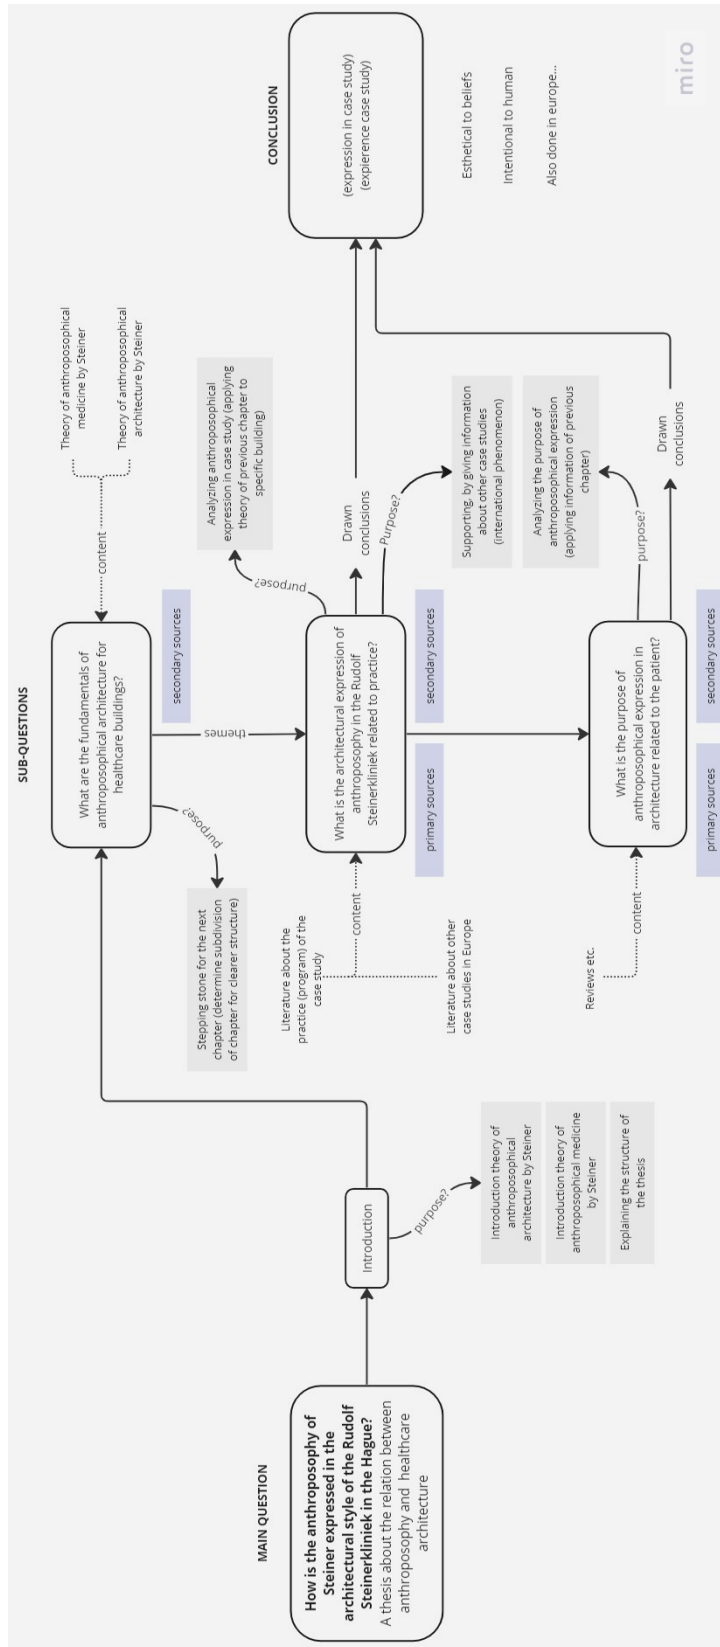 MAIN QUESTION
How is the anthroposophy of
Steiner expressed in the
architectural style of the Rudolf
Steinerkliniek in the Hague?
A thesis about the relation between
anthroposophy and healthcare
architecture
Introduction
purpose?
Introduction theory of
anthroposophical
architecture by Steiner
Introduction theory of
anthroposophical medicine
by Steiner
Explaining the structure of
the thesis
SUB-QUESTIONS
What are the fundamentals of
anthroposophical architecture for
healthcare buildings?
secondary sources
content
Theory of anthroposophical
medicine by Steiner
Theory of anthroposophical
architecture by Steiner
purpose?
Stepping stone for the next
chapter (determine subdivision
of chapter for clearer structure)
themes
What is the architectural expression of
anthroposophy in the Rudolf
Steinerkliniek related to practice?
primary sources
secondary sources
content
Literature about the
practice (program) of the
case study
Literature about other
case studies in Europe
purpose?
Analyzing anthroposophical
expression in case study (applying
theory of previous chapter to
specific building)
Drawn
conclusions
Purpose?
Supporting, by giving information
about other case studies
(international phenomenon)
What is the purpose of
anthroposophical expression in
architecture related to the patient?
primary sources
secondary sources
content
Reviews etc.
purpose?
Analyzing the purpose of
anthroposophical expression
(applying information of previous
chapter)
Drawn
conclusions
CONCLUSION
(expression in case study)
(expierence case study)
Esthetical to beliefs
Intentional to human
Also done in europe...
miro